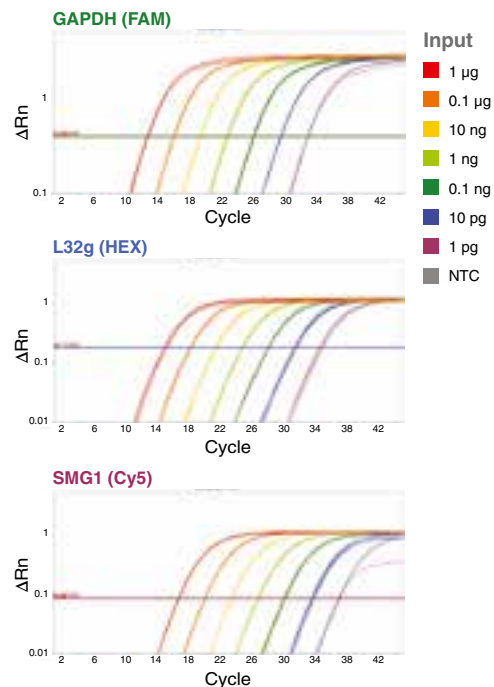 GAPDH (FAM)
Input
1 µg
0.1 µg
10 ng
1 ng
0.1 ng
10 pg
1 pg
NTC
ΔRn
1
0.1
2 6 10 14 18 22 26 30 34 38 42
Cycle
L32g (HEX)
ΔRn
1
0.1
0.01
2 6 10 14 18 22 26 30 34 38 42
Cycle
SMG1 (Cy5)
ΔRn
1
0.1
0.01
2 6 10 14 18 22 26 30 34 38 42
Cycle